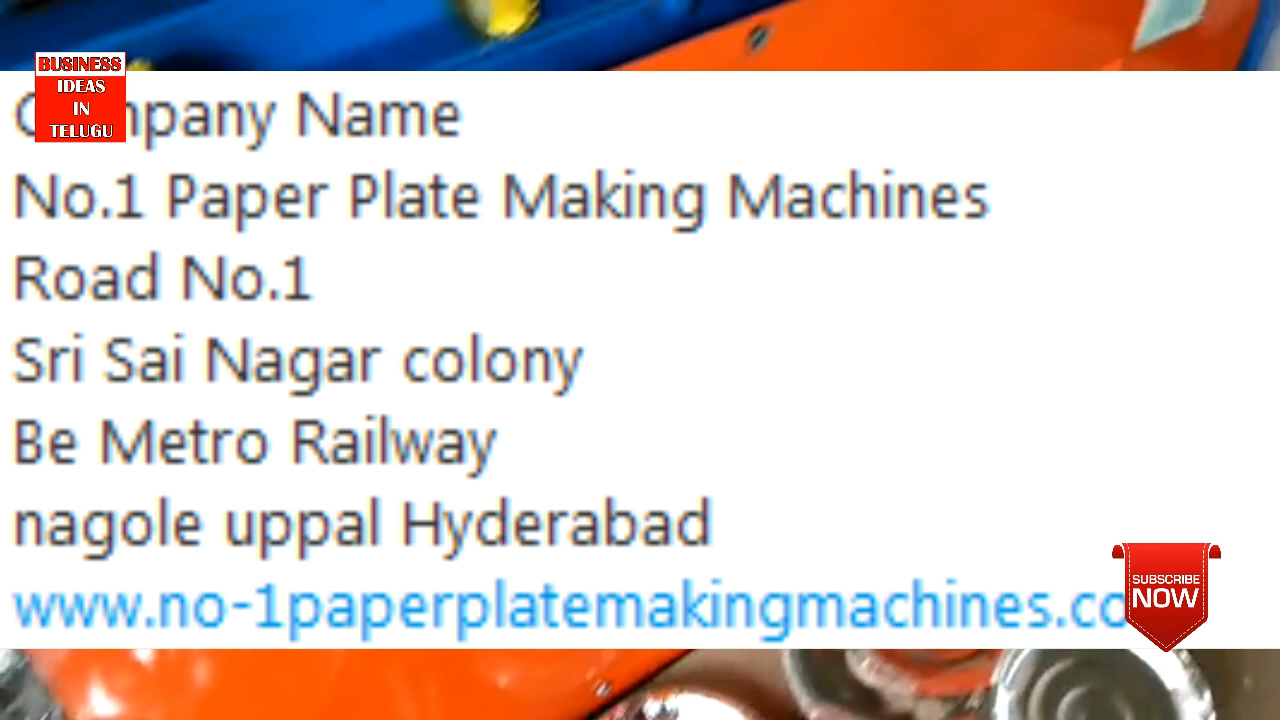 BUSINESS
IDEAS
IN
TELUGU
Name
No.1 Paper Plate Making Machines
Road No.1
Sri Sai Nagar colony
Be Metro Railway
nagole uppal Hyderabad
www.no-1paperplatemakingmachines.co
SUBSCRIBE
NOW